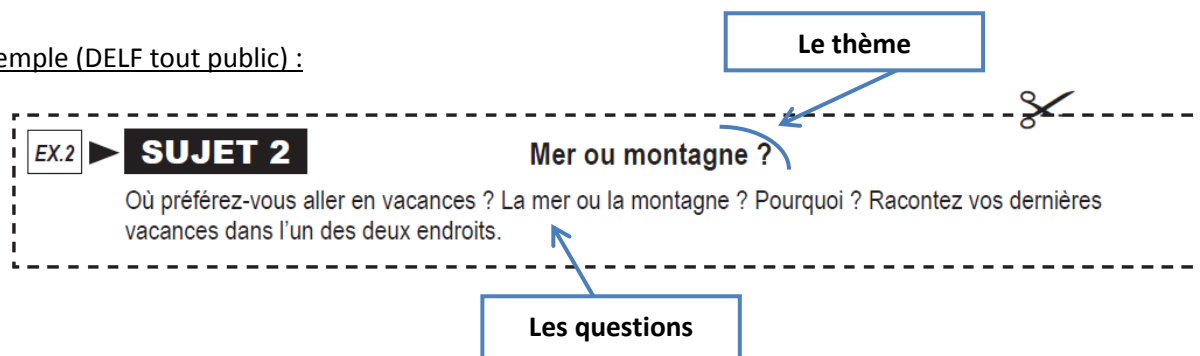 Le thème
emple (DELF tout public) :
EX.2 SUJET 2 Mer ou montagne ?
Où préférez-vous aller en vacances ? La mer ou la montagne ? Pourquoi ? Racontez vos dernières
vacances dans l'un des deux endroits.
Les questions